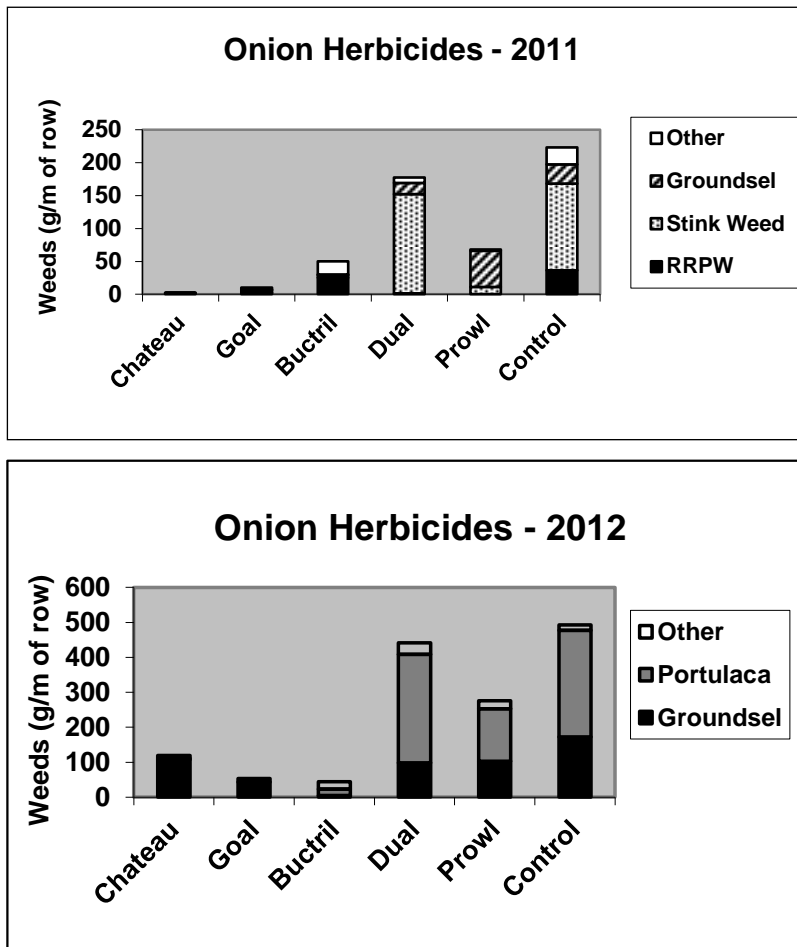 Onion Herbicides - 2011
Weeds (g/m of row)
250
200
150
100
50
0
Chateau
Goal
Buctril
Dual
Prowl
Control
Other
Groundsel
Stink Weed
RRPW
Onion Herbicides - 2012
Weeds (g/m of row)
600
500
400
300
200
100
0
Chateau
Goal
Buctril
Dual
Prowl
Control
Other
Portulaca
Groundsel